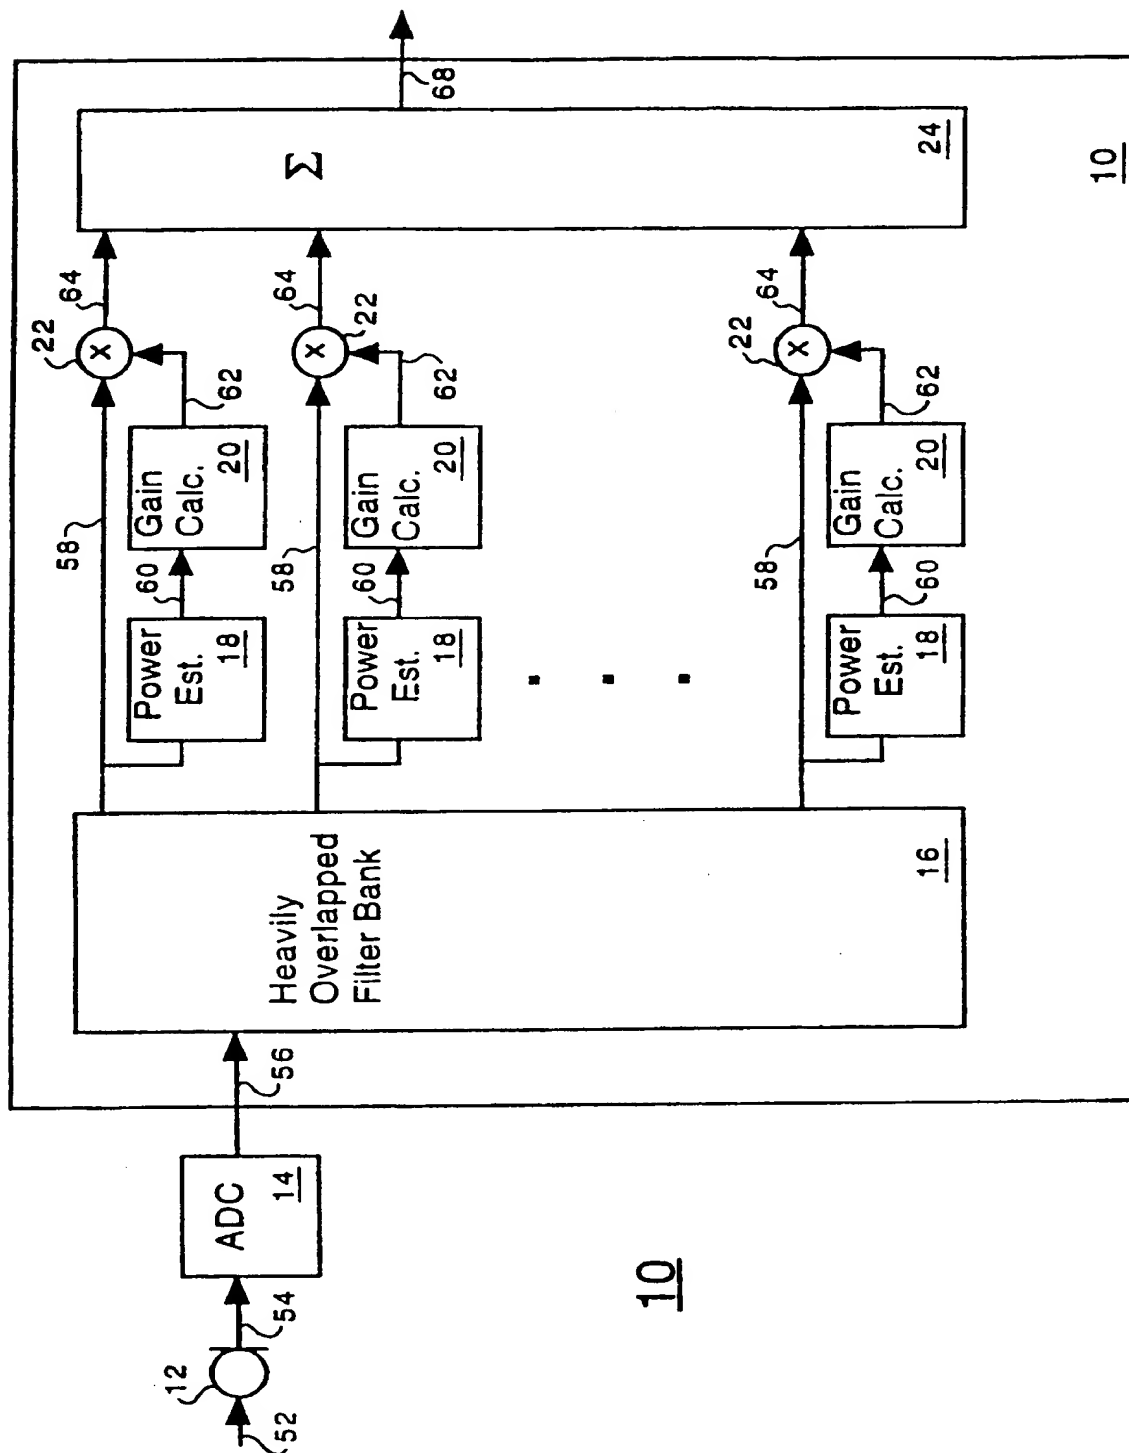 52
12
54
ADC
14
56
Heavily
Overlapped
Filter Bank
16
58
Power
Est.
18
60
Gain
Calc.
20
62
22
X
64
58
Power
Est.
18
60
Gain
Calc.
20
62
22
X
64
58
Power
Est.
18
60
Gain
Calc.
20
62
22
X
64
Σ
24
68
10
10